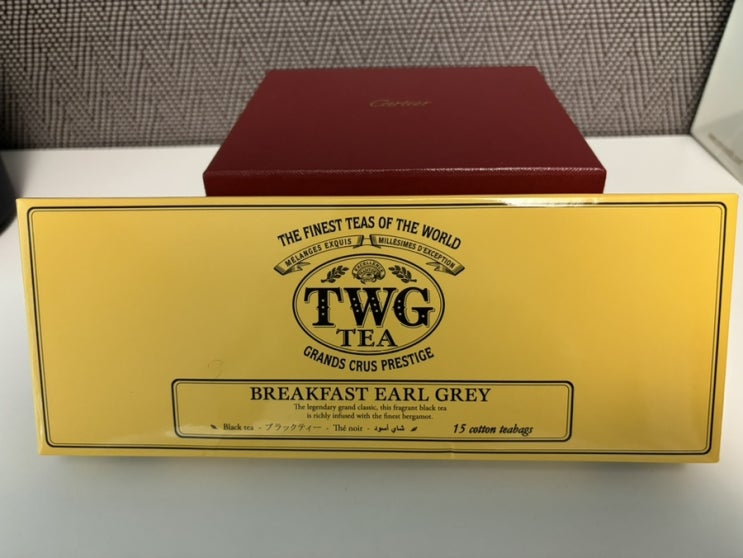 Cartier
THE FINEST TEAS OF THE WORLD
MÉLANGES EXQUIS MILLÉSIMES D'EXCEPTION
EXCELLENCE
TWG
TEA
GRANDS CRUS PRESTIGE
BREAKFAST EARL GREY
The legendary grand classic, this fragrant black tea
is richly infused with the finest bergamot.
Black tea - ブラックティー - Thé noir - شاي أسود
15 cotton teabags